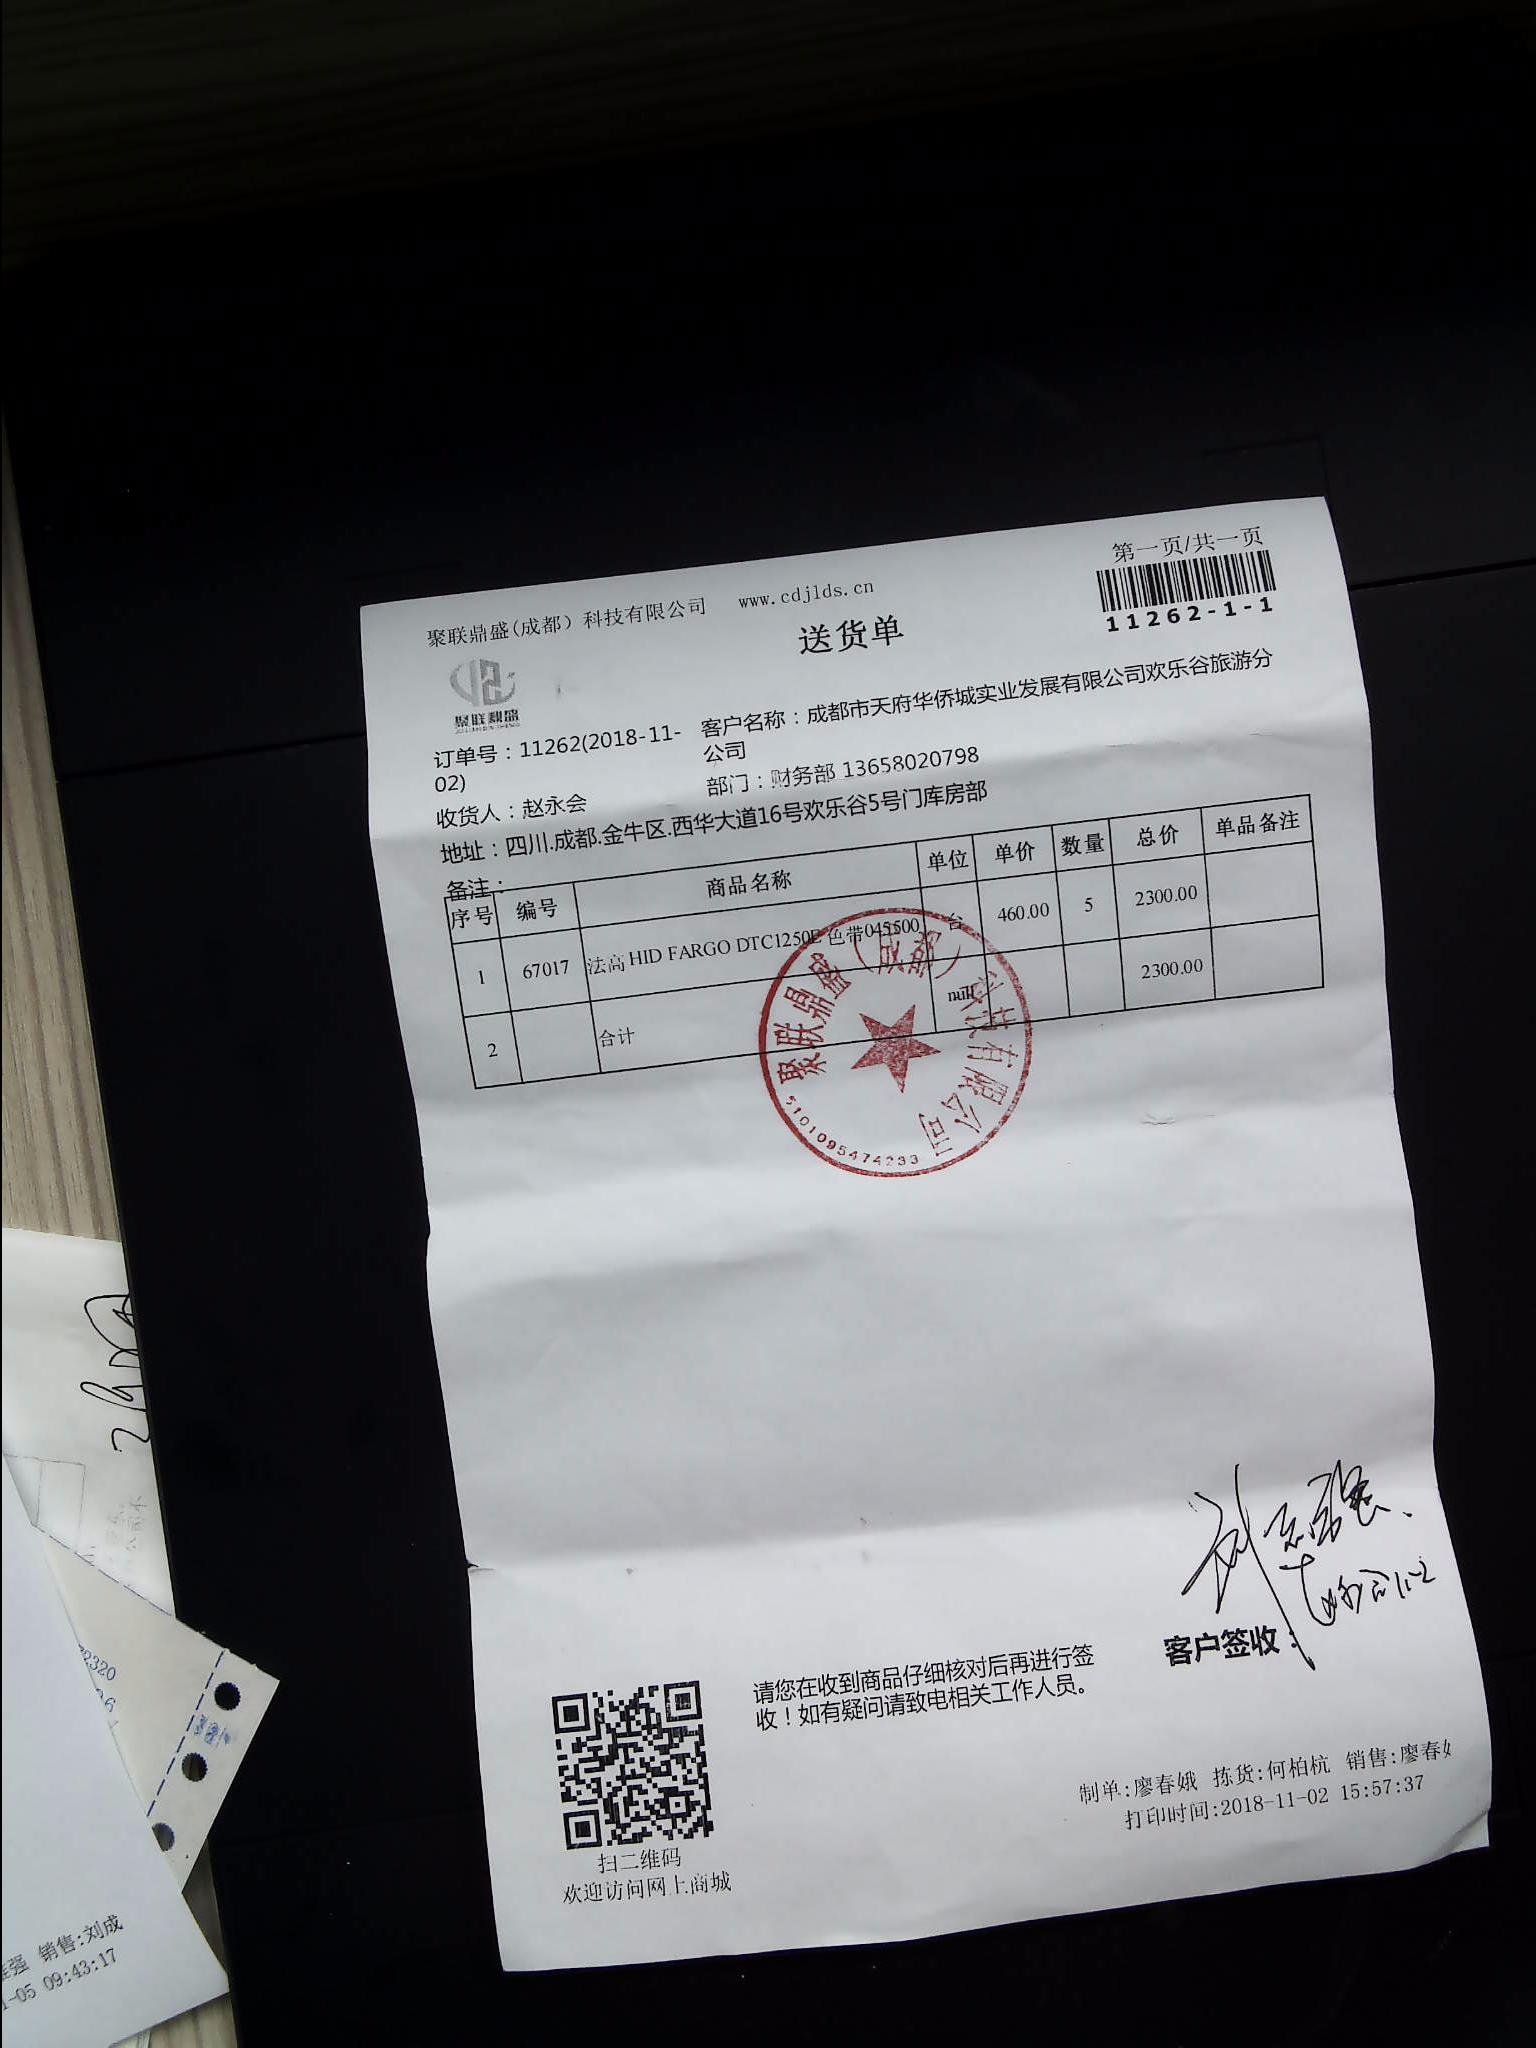 第一页/共一页
聚联鼎盛(成都）科技有限公司 www.cdjlds.cn
11262-1-1
送货单
聚联鼎盛
订单号：11262(2018-11-
02)
客户名称：成都市天府华侨城实业发展有限公司欢乐谷旅游分
公司
收货人：赵永会
部门：财务部 13658020798
地址：四川.成都.金牛区.西华大道16号欢乐谷5号门库房部
备注：
序号 编号 商品名称 单位 单价 数量 总价 单品备注
1 67017 法高HID FARGO DTC1250E 色带045500 台 460.00 5 2300.00
2 合计 null 2300.00
聚联鼎盛（成都）科技有限公司
5101095474233
客户签收：
请您在收到商品仔细核对后再进行签
收！如有疑问请致电相关工作人员。
扫二维码
欢迎访问网上商城
制单:廖春娥 拣货:何柏杭 销售:廖春
打印时间:2018-11-02 15:57:37
强 销售:刘成
-05 09:43:17